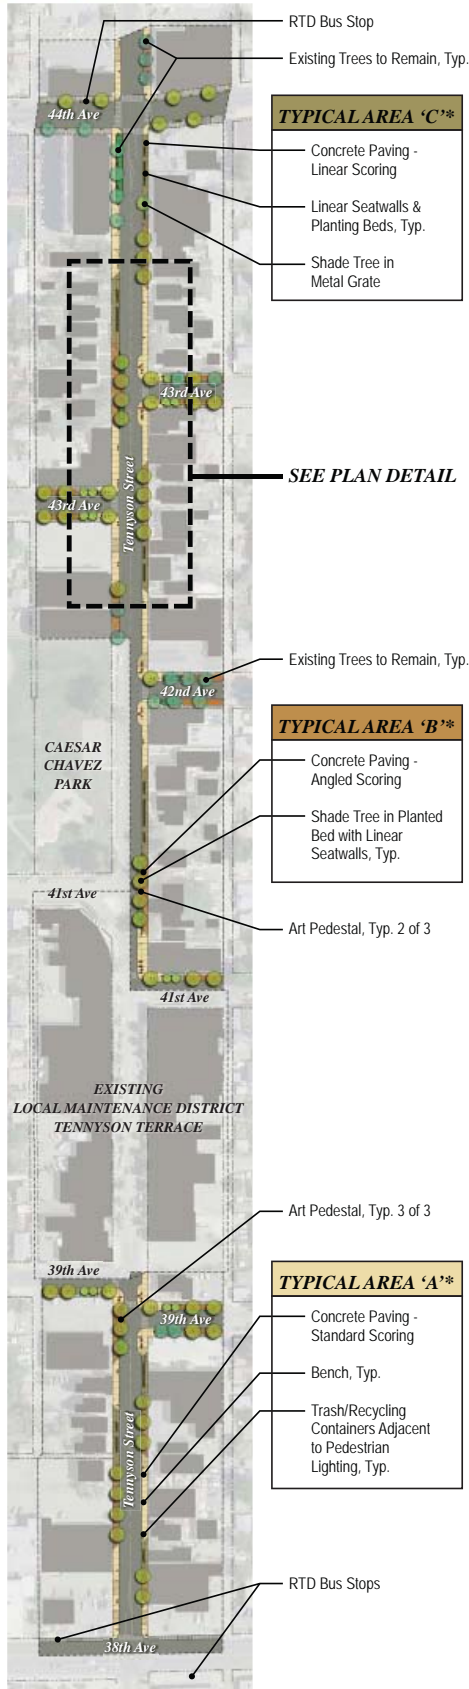 RTD Bus Stop
Existing Trees to Remain, Typ.
44th Ave
TYPICAL AREA ‘C’*
Concrete Paving -
Linear Scoring
Linear Seatwalls &
Planting Beds, Typ.
Shade Tree in
Metal Grate
43rd Ave
SEE PLAN DETAIL
43rd Ave
Tennyson Street
Existing Trees to Remain, Typ.
42nd Ave
TYPICAL AREA ‘B’*
CAESAR
CHAVEZ
PARK
Concrete Paving -
Angled Scoring
Shade Tree in Planted
Bed with Linear
Seatwalls, Typ.
41st Ave
Art Pedestal, Typ. 2 of 3
41st Ave
EXISTING
LOCAL MAINTENANCE DISTRICT
TENNYSON TERRACE
Art Pedestal, Typ. 3 of 3
39th Ave
TYPICAL AREA ‘A’*
39th Ave
Concrete Paving -
Standard Scoring
Bench, Typ.
Trash/Recycling
Containers Adjacent
to Pedestrian
Lighting, Typ.
Tennyson Street
RTD Bus Stops
38th Ave